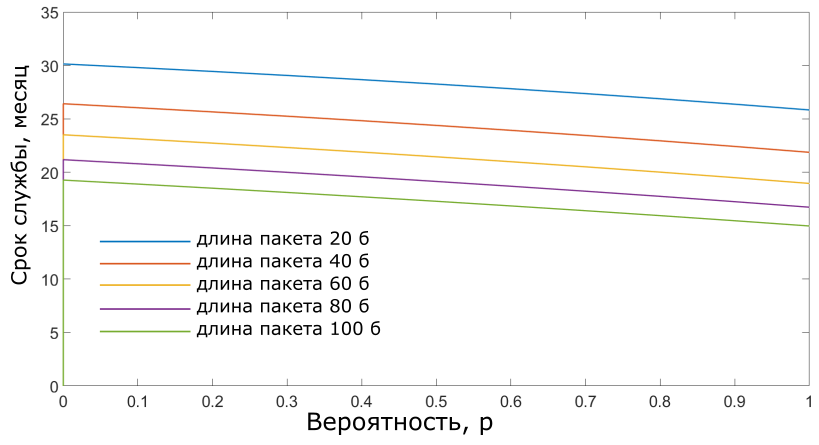 Срок службы, месяц
35
30
25
20
15
10
5
0
длина пакета 20 б
длина пакета 40 б
длина пакета 60 б
длина пакета 80 б
длина пакета 100 б
0 0.1 0.2 0.3 0.4 0.5 0.6 0.7 0.8 0.9 1
Вероятность, p